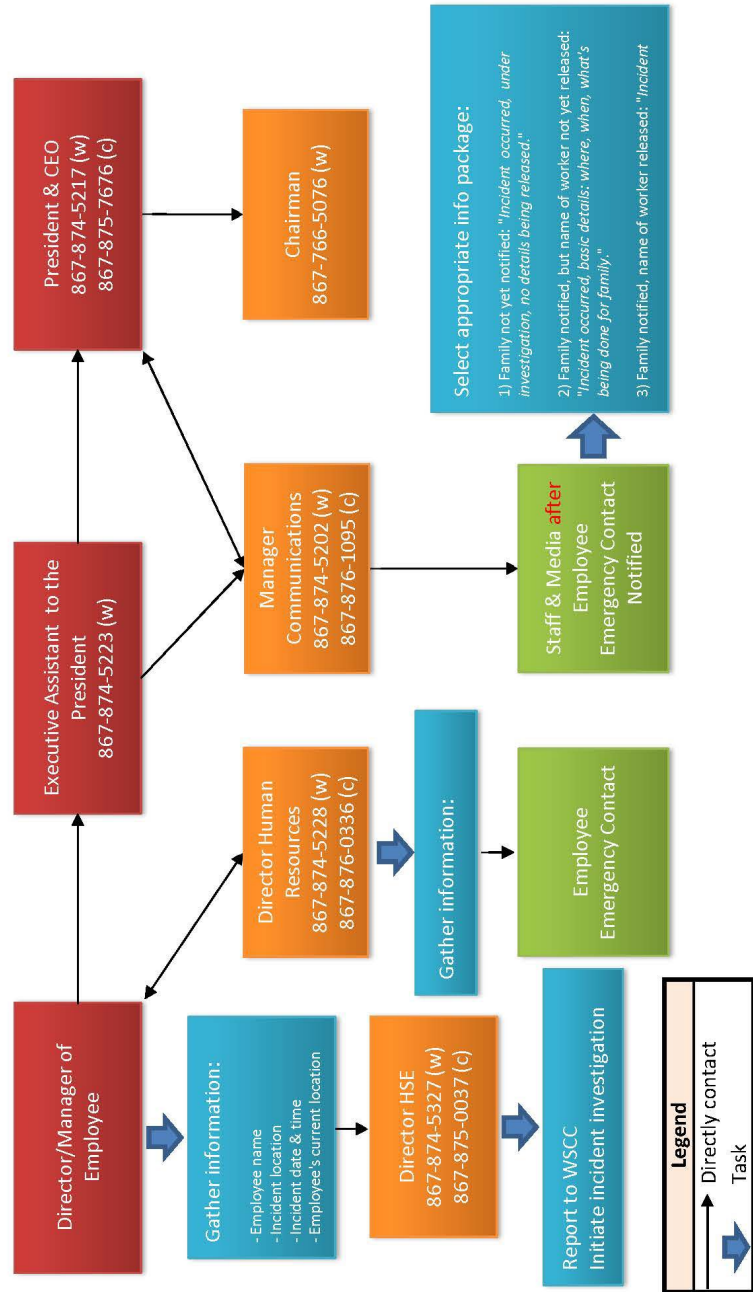 Director/Manager of
Employee
Executive Assistant to the
President
867-874-5223 (w)
President & CEO
867-874-5217 (w)
867-875-7676 (c)
Gather information:
- Employee name
- Incident location
- Incident date & time
- Employee's current location
Director HSE
867-874-5327 (w)
867-875-0037 (c)
Report to WSCC
Initiate incident investigation
Director Human
Resources
867-874-5228 (w)
867-876-0336 (c)
Gather information:
Employee
Emergency Contact
Manager
Communications
867-874-5202 (w)
867-876-1095 (c)
Staff & Media after
Employee
Emergency Contact
Notified
Chairman
867-766-5076 (w)
Select appropriate info package:
1) Family not yet notified: "Incident occurred, under
investigation, no details being released."
2) Family notified, but name of worker not yet released:
"Incident occurred, basic details: where, when, what's
being done for family."
3) Family notified, name of worker released: "Incident
Legend
Directly contact
Task